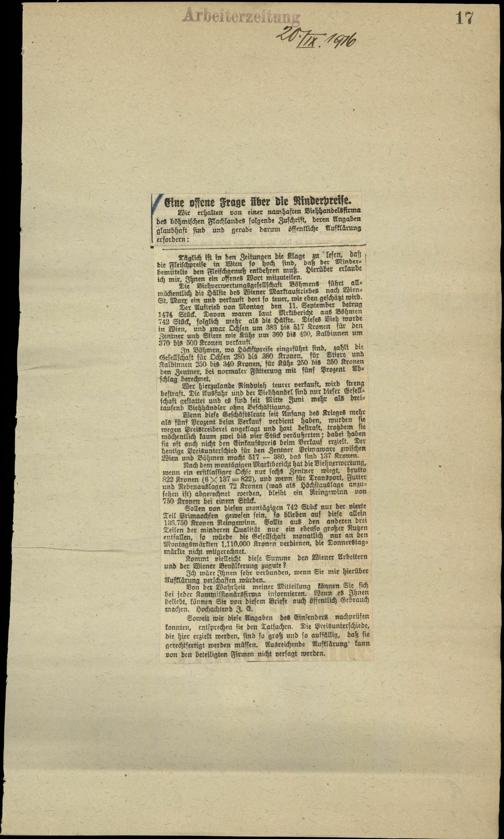 Arbeiterzeitung
17
20./IX. 1916
Eine offene Frage über die Rinderpreise.
Wir erhalten von einer namhaften Viehhandelsfirma
des böhmischen Flachlandes folgende Zuschrift, deren Angaben
glaubhaft sind und gerade darum öffentliche Aufklärung
erfordern:
Täglich ist in den Zeitungen die Klage zu lesen, daß
die Fleischpreise in Wien so hoch sind, daß der Minder-
bemittelte den Fleischgenuß entbehren muß. Hierüber erlaube
ich mir, Ihnen ein offenes Wort mitzuteilen.
Die Viehverwertungsgesellschaft Böhmens führt all-
wöchentlich die Hälfte des Wiener Marktauftriebes nach Wien-
St. Marx ein und verkauft dort so teuer, wie eben geschätzt wird.
Der Auftrieb von Montag den 11. September betrug
1474 Stück. Davon waren laut Marktbericht aus Böhmen
742 Stück, folglich mehr als die Hälfte. Dieses Vieh wurde
in Wien, und zwar Ochsen um 383 bis 517 Kronen für den
Zentner und Stiere wie Kühe um 360 bis 490, Kalbinnen um
370 bis 500 Kronen verkauft.
In Böhmen, wo Höchstpreise eingeführt sind, zahlt die
Gesellschaft für Ochsen 280 bis 380 Kronen, für Stiere und
Kalbinnen 250 bis 340 Kronen, für Kühe 250 bis 350 Kronen
den Zentner, bei normaler Fütterung mit fünf Prozent Ab-
schlag berechnet.
Wer hierzulande Rindvieh teurer verkauft, wird streng
bestraft. Die Ausfuhr und der Viehhandel sind nur dieser Gesell-
schaft gestattet und es sind seit Mitte Juni mehr als drei-
tausend Viehhändler ohne Beschäftigung.
Wenn diese Geschäftsleute seit Anfang des Krieges mehr
als fünf Prozent beim Verkauf verdient haben, wurden sie
wegen Preistreiberei angeklagt und hart bestraft, trotzdem sie
wöchentlich kaum zwei bis vier Stück veräußerten; dabei haben
sie oft auch nicht den Einkaufspreis beim Verkauf erzielt. Der
heutige Preisunterschied für den Zentner Primaware zwischen
Wien und Böhmen macht 517 — 380, das sind 137 Kronen.
Nach dem montägigen Marktbericht hat die Viehverwertung,
wenn ein erstklassiger Ochse nur sechs Zentner wiegt, brutto
822 Kronen (6 × 137 = 822), und wenn für Transport, Futter
und Nebenauslagen 72 Kronen (was als Höchstauslage anzu-
sehen ist) abgerechnet werden, bleibt ein Reingewinn von
750 Kronen bei einem Stück.
Sollen von diesen montägigen 742 Stück nur der vierte
Teil Primaochsen gewesen sein, so blieben auf diese allein
138.750 Kronen Reingewinn. Sollte aus den anderen drei
Teilen der minderen Qualität nur ein ebenso großer Nutzen
entfallen, so würde die Gesellschaft monatlich nur an den
Montagsmärkten 1,110.000 Kronen verdienen, die Donnerstag-
märkte nicht mitgerechnet.
Kommt vielleicht diese Summe den Wiener Arbeitern
und der Wiener Bevölkerung zugute?
Ich wäre Ihnen sehr verbunden, wenn Sie mir hierüber
Aufklärung verschaffen würden.
Von der Wahrheit meiner Mitteilung können Sie sich
bei jeder Kommissionärsfirma informieren. Wenn es Ihnen
beliebt, können Sie von diesem Briefe auch öffentlich Gebrauch
machen. Hochachtend J. E.
Soweit wir diese Angaben des Einsenders nachprüfen
konnten, entsprechen sie den Tatsachen. Die Preisunterschiede,
die hier erzielt werden, sind so groß und so auffällig, daß sie
gerechtfertigt werden müssen. Ausreichende Aufklärung kann
von den beteiligten Firmen nicht versagt werden.